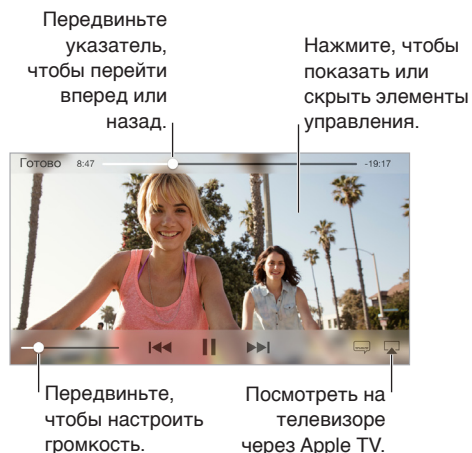 Передвиньте
указатель,
чтобы перейти
вперед или
назад.
Нажмите, чтобы
показать или
скрыть элементы
управления.
Готово 8:47 -19:17
Передвиньте,
чтобы настроить
громкость.
Посмотреть на
телевизоре
через Apple TV.